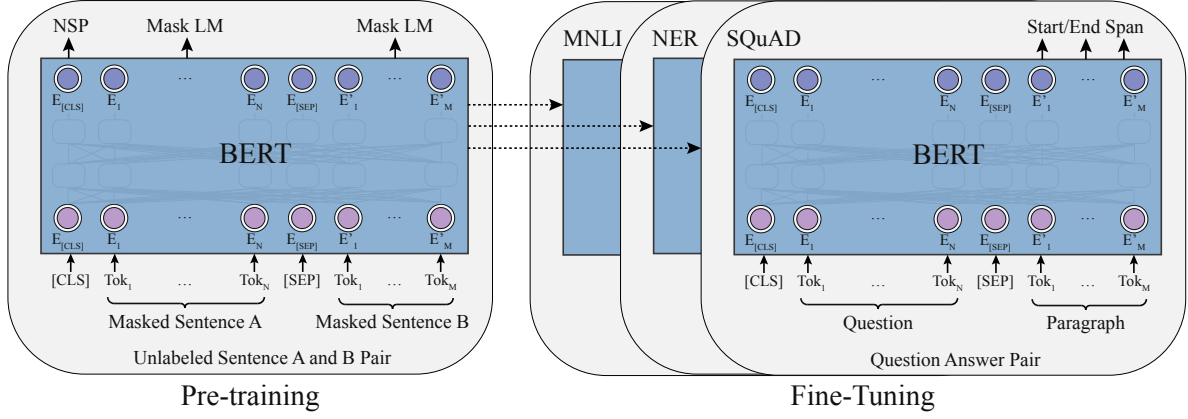 NSP Mask LM Mask LM
BERT
E[CLS] E1 ... EN E[SEP] E'1 ... E'M
E[CLS] E1 ... EN E[SEP] E'1 ... E'M
[CLS] Tok1 ... TokN [SEP] Tok1 ... TokM
Masked Sentence A Masked Sentence B
Unlabeled Sentence A and B Pair
Pre-training
MNLI NER SQuAD Start/End Span
BERT
E[CLS] E1 ... EN E[SEP] E'1 ... E'M
E[CLS] E1 ... EN E[SEP] E'1 ... E'M
[CLS] Tok1 ... TokN [SEP] Tok1 ... TokM
Question Paragraph
Question Answer Pair
Fine-Tuning